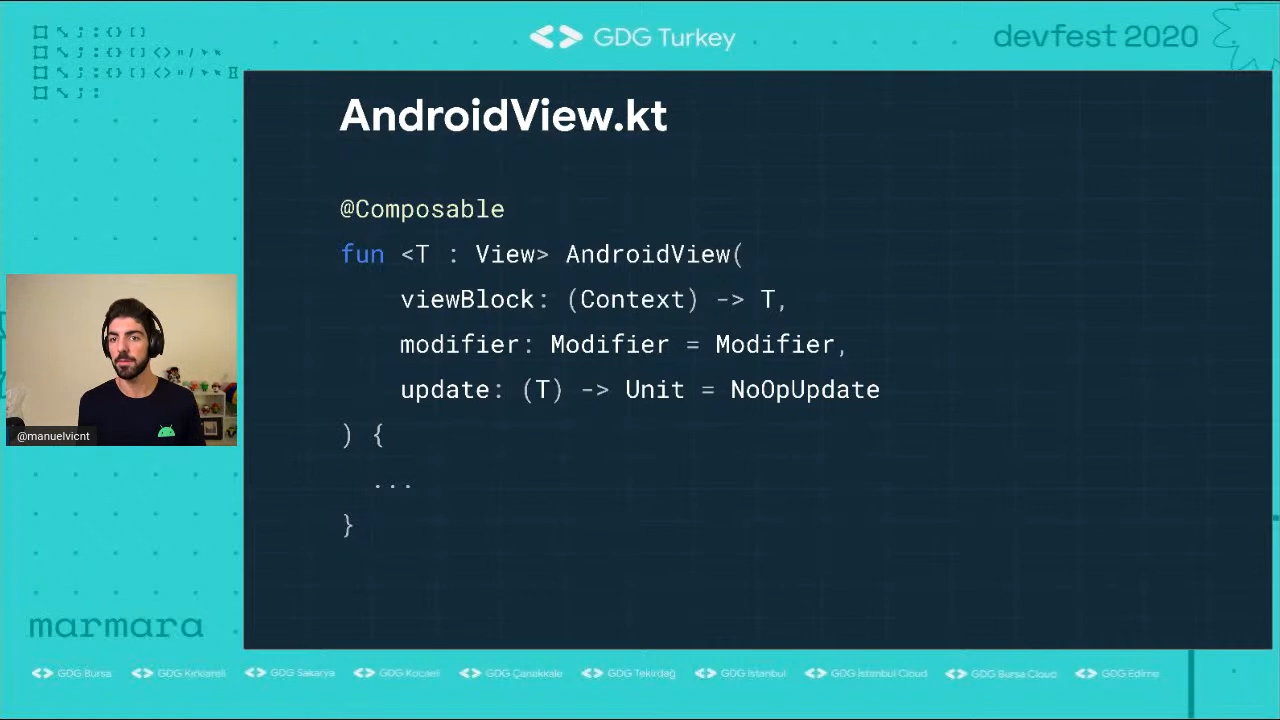 GDG Turkey
devfest 2020
AndroidView.kt
@Composable
fun <T : View> AndroidView(
viewBlock: (Context) -> T,
modifier: Modifier = Modifier,
update: (T) -> Unit = NoOpUpdate
) {
...
}
@manuelvicnt
marmara
GDG Bursa
GDG Kırklareli
GDG Sakarya
GDG Kocaeli
GDG Çanakkale
GDG Tekirdağ
GDG İstanbul
GDG İstanbul Cloud
GDG Bursa Cloud
GDG Edirne